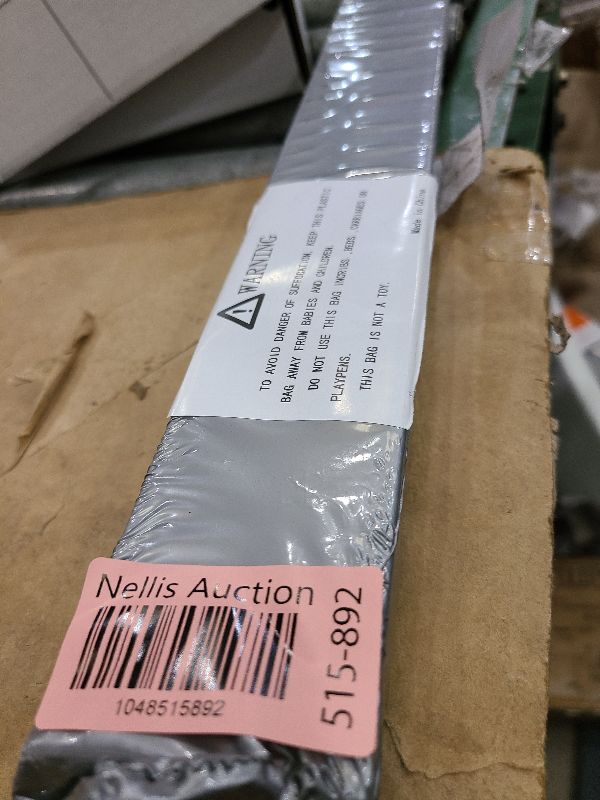 WARNING
TO AVOID DANGER OF SUFFOCATION, KEEP THIS PLASTIC
BAG AWAY FROM BABIES AND CHILDREN.
DO NOT USE THIS BAG INCRIBS, BEDS, CARRIAGES OR
PLAYPENS.
THIS BAG IS NOT A TOY.
Made in China
Nellis Auction
1048515892
515-892